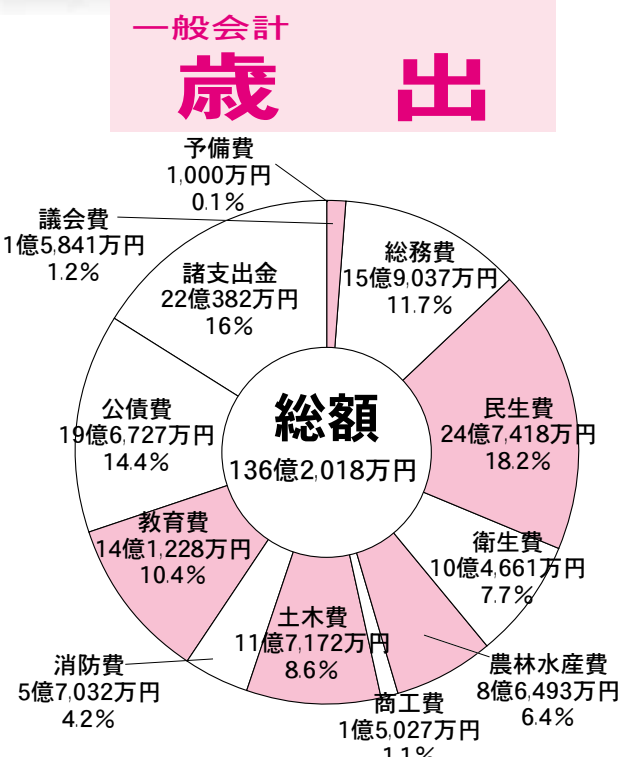 一般会計
歳出
予備費
1,000万円
0.1%
議会費
1億5,841万円
1.2%
総務費
15億9,037万円
11.7%
民生費
24億7,418万円
18.2%
衛生費
10億4,661万円
7.7%
農林水産費
8億6,493万円
6.4%
商工費
1億5,027万円
1.1%
土木費
11億7,172万円
8.6%
消防費
5億7,032万円
4.2%
教育費
14億1,228万円
10.4%
公債費
19億6,727万円
14.4%
諸支出金
22億382万円
16%
総額
136億2,018万円